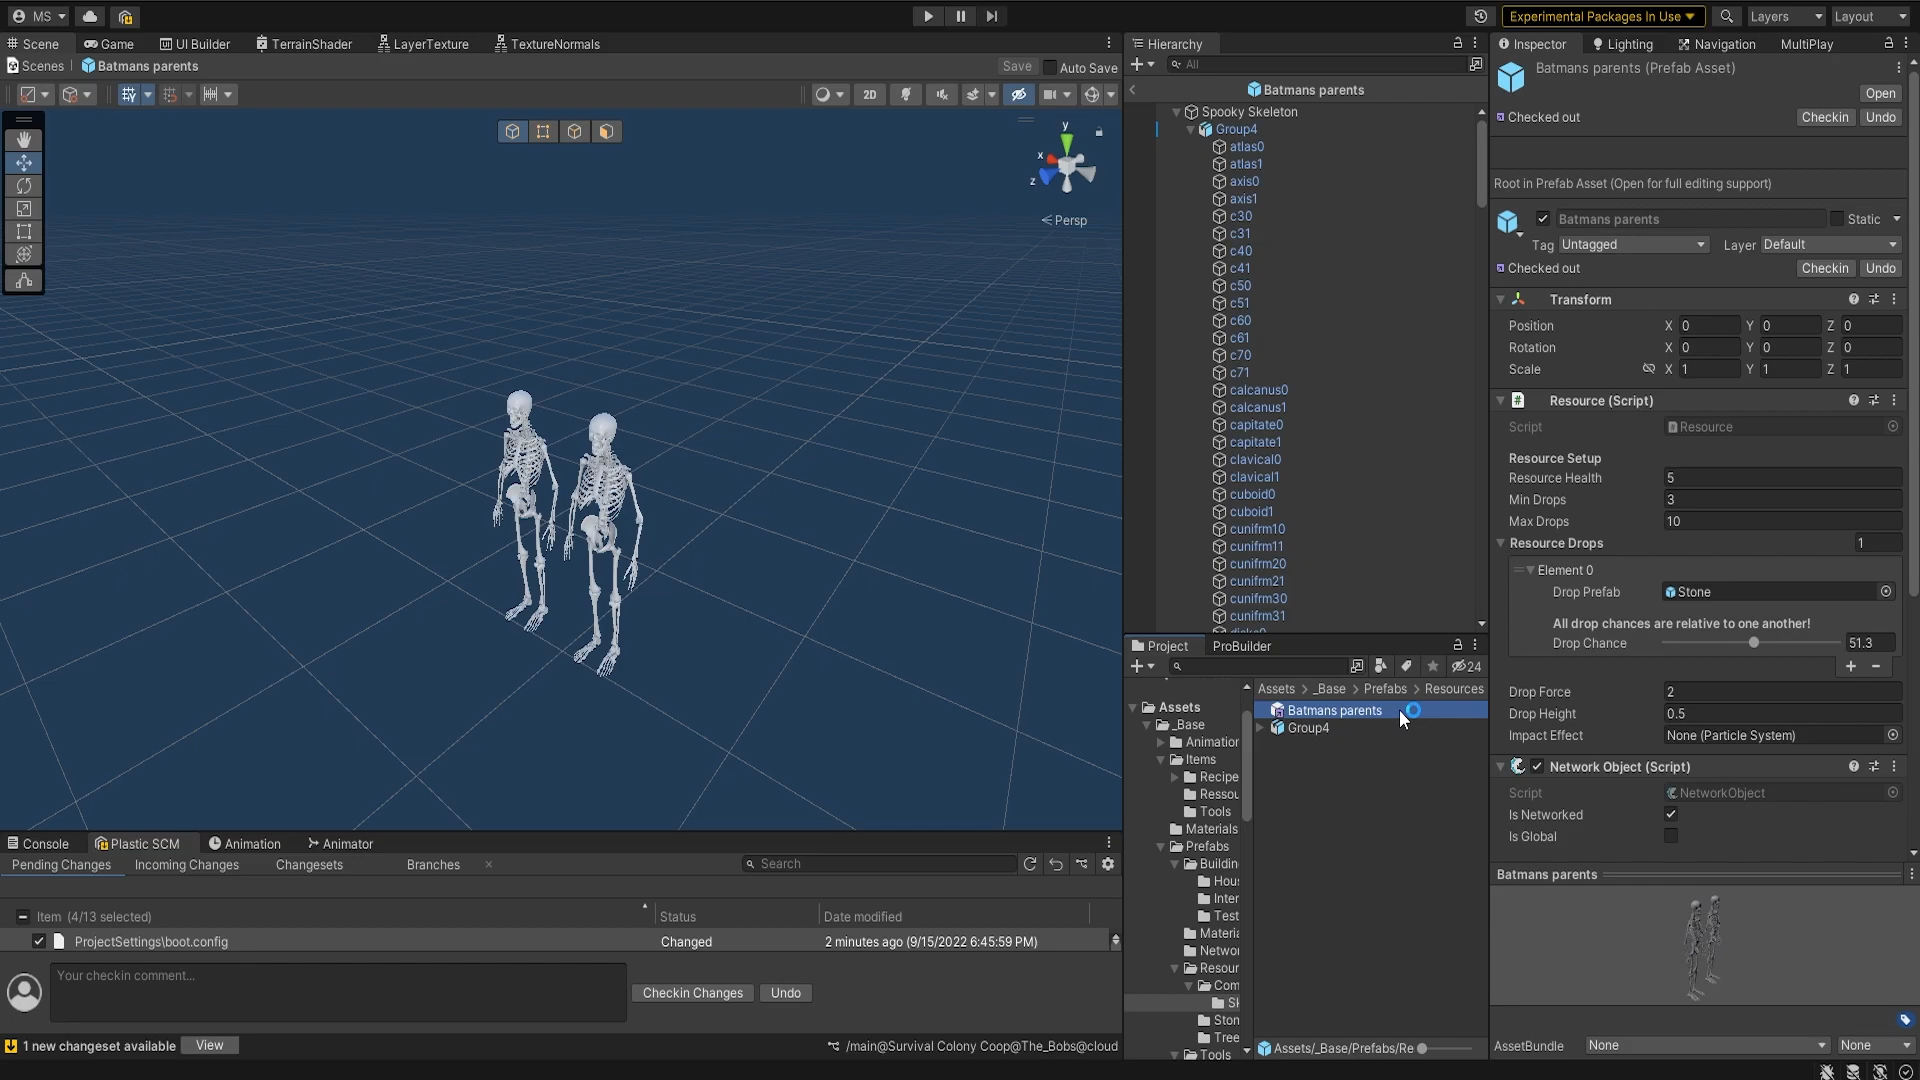 MS
Experimental Packages In Use
Layers
Layout
Scene
Game
UI Builder
TerrainShader
LayerTexture
TextureNormals
Scenes
Batmans parents
Save
Auto Save
2D
y
x
z
Persp
Hierarchy
All
Batmans parents
Spooky Skeleton
Group4
atlas0
atlas1
axis0
axis1
c30
c31
c40
c41
c50
c51
c60
c61
c70
c71
calcanus0
calcanus1
capitate0
capitate1
clavical0
clavical1
cuboid0
cuboid1
cunifrm10
cunifrm11
cunifrm20
cunifrm21
cunifrm30
cunifrm31
Project
ProBuilder
24
Assets
_Base
Animation
Items
Recipe
Ressou
Tools
Materials
Prefabs
Buildin
Hou
Inter
Test
Materia
Netwo
Resour
Com
Sk
Ston
Tree
Tools
Assets > _Base > Prefabs > Resources
Batmans parents
Group4
Assets/_Base/Prefabs/Re
Inspector
Lighting
Navigation
MultiPlay
Batmans parents (Prefab Asset)
Open
Checked out
Checkin
Undo
Root in Prefab Asset (Open for full editing support)
Batmans parents
Static
Tag Untagged
Layer Default
Checked out
Checkin
Undo
Transform
Position X 0 Y 0 Z 0
Rotation X 0 Y 0 Z 0
Scale X 1 Y 1 Z 1
Resource (Script)
Script Resource
Resource Setup
Resource Health 5
Min Drops 3
Max Drops 10
Resource Drops 1
Element 0
Drop Prefab Stone
All drop chances are relative to one another!
Drop Chance 51.3
Drop Force 2
Drop Height 0.5
Impact Effect None (Particle System)
Network Object (Script)
Script NetworkObject
Is Networked
Is Global
Batmans parents
AssetBundle None None
Console
Plastic SCM
Animation
Animator
Pending Changes
Incoming Changes
Changesets
Branches
Search
Item (4/13 selected)
Status
Date modified
ProjectSettings\boot.config
Changed
2 minutes ago (9/15/2022 6:45:59 PM)
Your checkin comment...
Checkin Changes
Undo
1 new changeset available
View
/main@Survival Colony Coop@The_Bobs@cloud